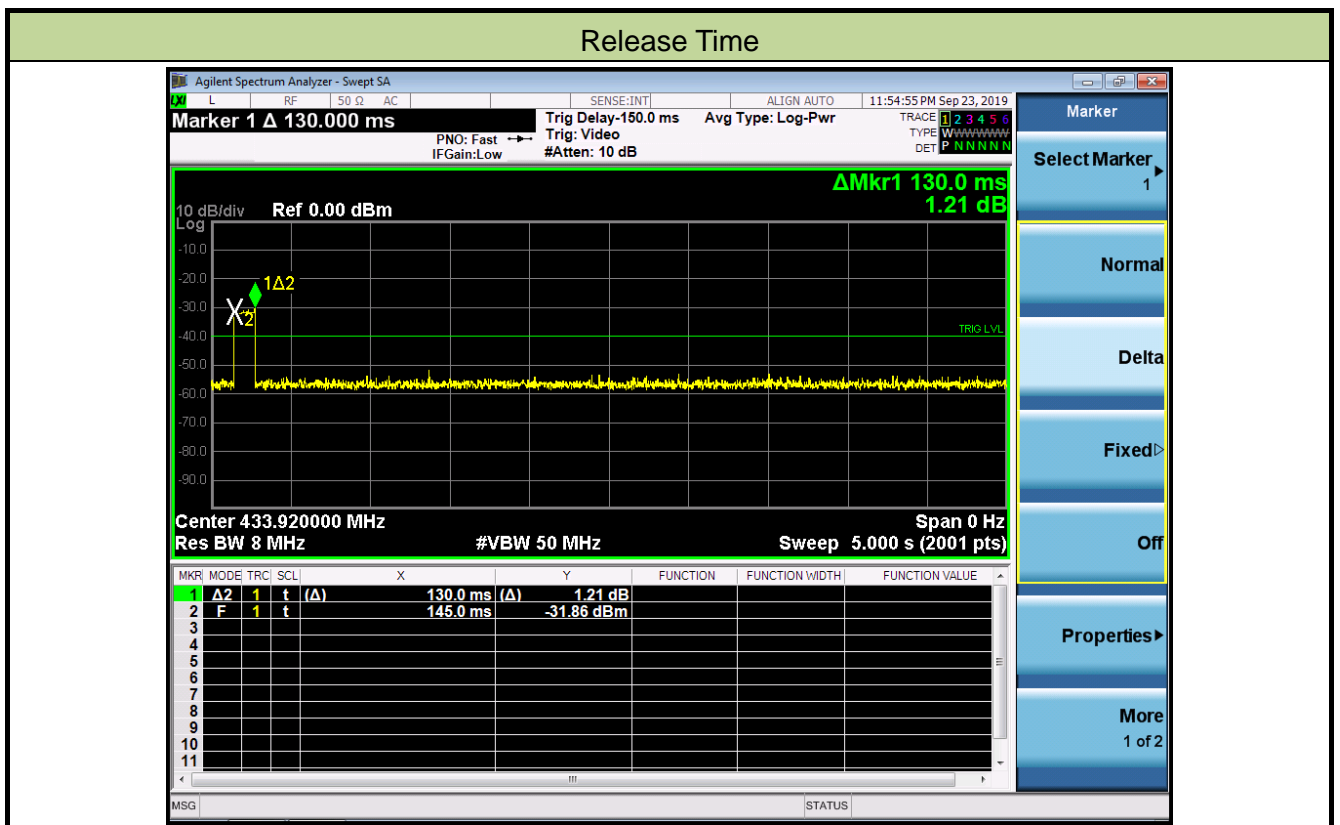 Release Time
Agilent Spectrum Analyzer - Swept SA
LXI L RF 50 Ω AC SENSE:INT ALIGN AUTO 11:54:55 PM Sep 23, 2019
Marker 1 Δ 130.000 ms
PNO: Fast
IFGain:Low
Trig Delay-150.0 ms
Trig: Video
#Atten: 10 dB
Avg Type: Log-Pwr
TRACE 1 2 3 4 5 6
TYPE WWWWWW
DET P N N N N N
ΔMkr1 130.0 ms
1.21 dB
10 dB/div Ref 0.00 dBm
Log
-10.0
-20.0
1Δ2
-30.0
X2
-40.0
TRIG LVL
-50.0
-60.0
-70.0
-80.0
-90.0
Center 433.920000 MHz Span 0 Hz
Res BW 8 MHz #VBW 50 MHz Sweep 5.000 s (2001 pts)
MKR MODE TRC SCL X Y FUNCTION FUNCTION WIDTH FUNCTION VALUE
1 Δ2 1 t (Δ) 130.0 ms (Δ) 1.21 dB
2 F 1 t 145.0 ms -31.86 dBm
3
4
5
6
7
8
9
10
11
MSG STATUS
Marker
Select Marker
1
Normal
Delta
Fixed
Off
Properties
More
1 of 2